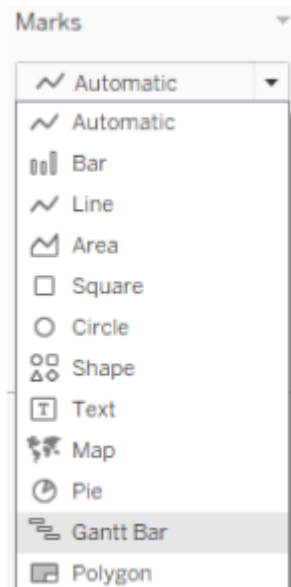 Marks
Automatic
Automatic
Bar
Line
Area
Square
Circle
Shape
Text
Map
Pie
Gantt Bar
Polygon